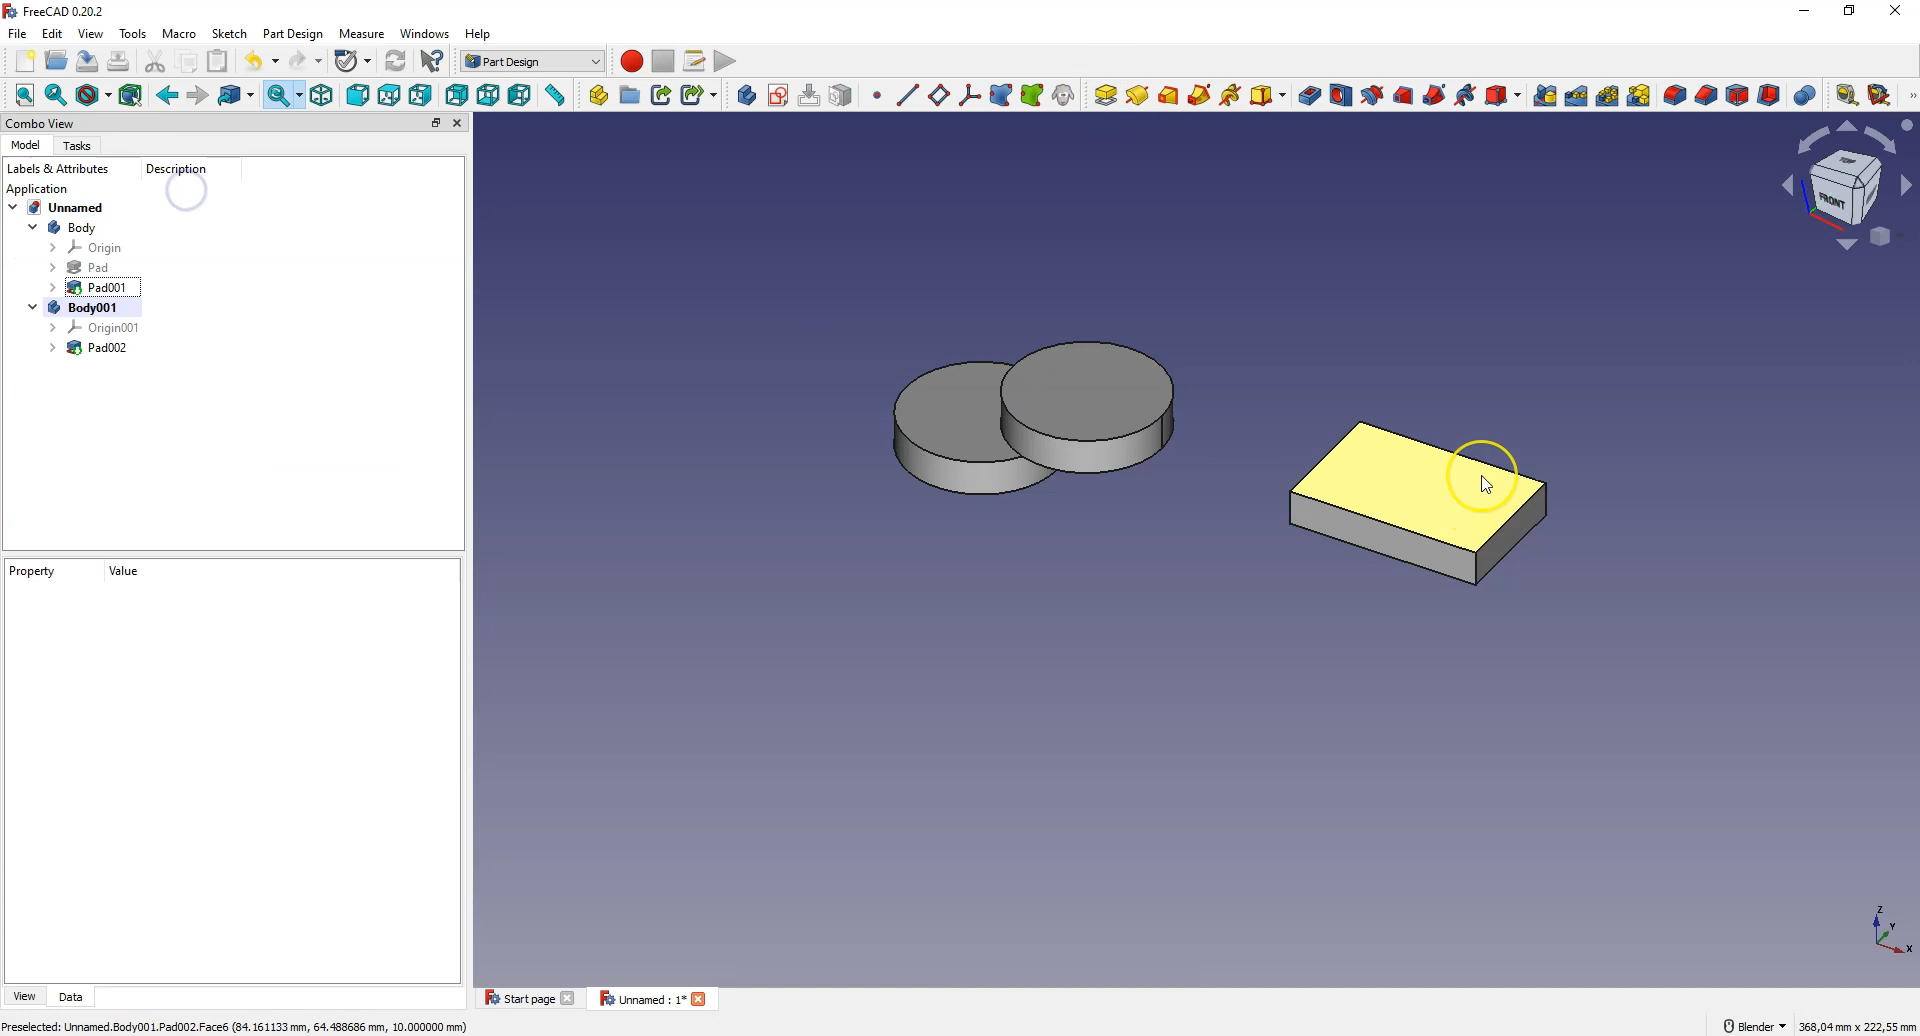 FreeCAD 0.20.2
File Edit View Tools Macro Sketch Part Design Measure Windows Help
Part Design
Combo View
Model Tasks
Labels & Attributes Description
Application
Unnamed
Body
Origin
Pad
Pad001
Body001
Origin001
Pad002
Property Value
View Data
TOP
FRONT
Z
Y
X
Start page Unnamed : 1*
Preselected: Unnamed.Body001.Pad002.Face6 (84.161133 mm, 64.488686 mm, 10.000000 mm)
Blender 368,04 mm x 222,55 mm